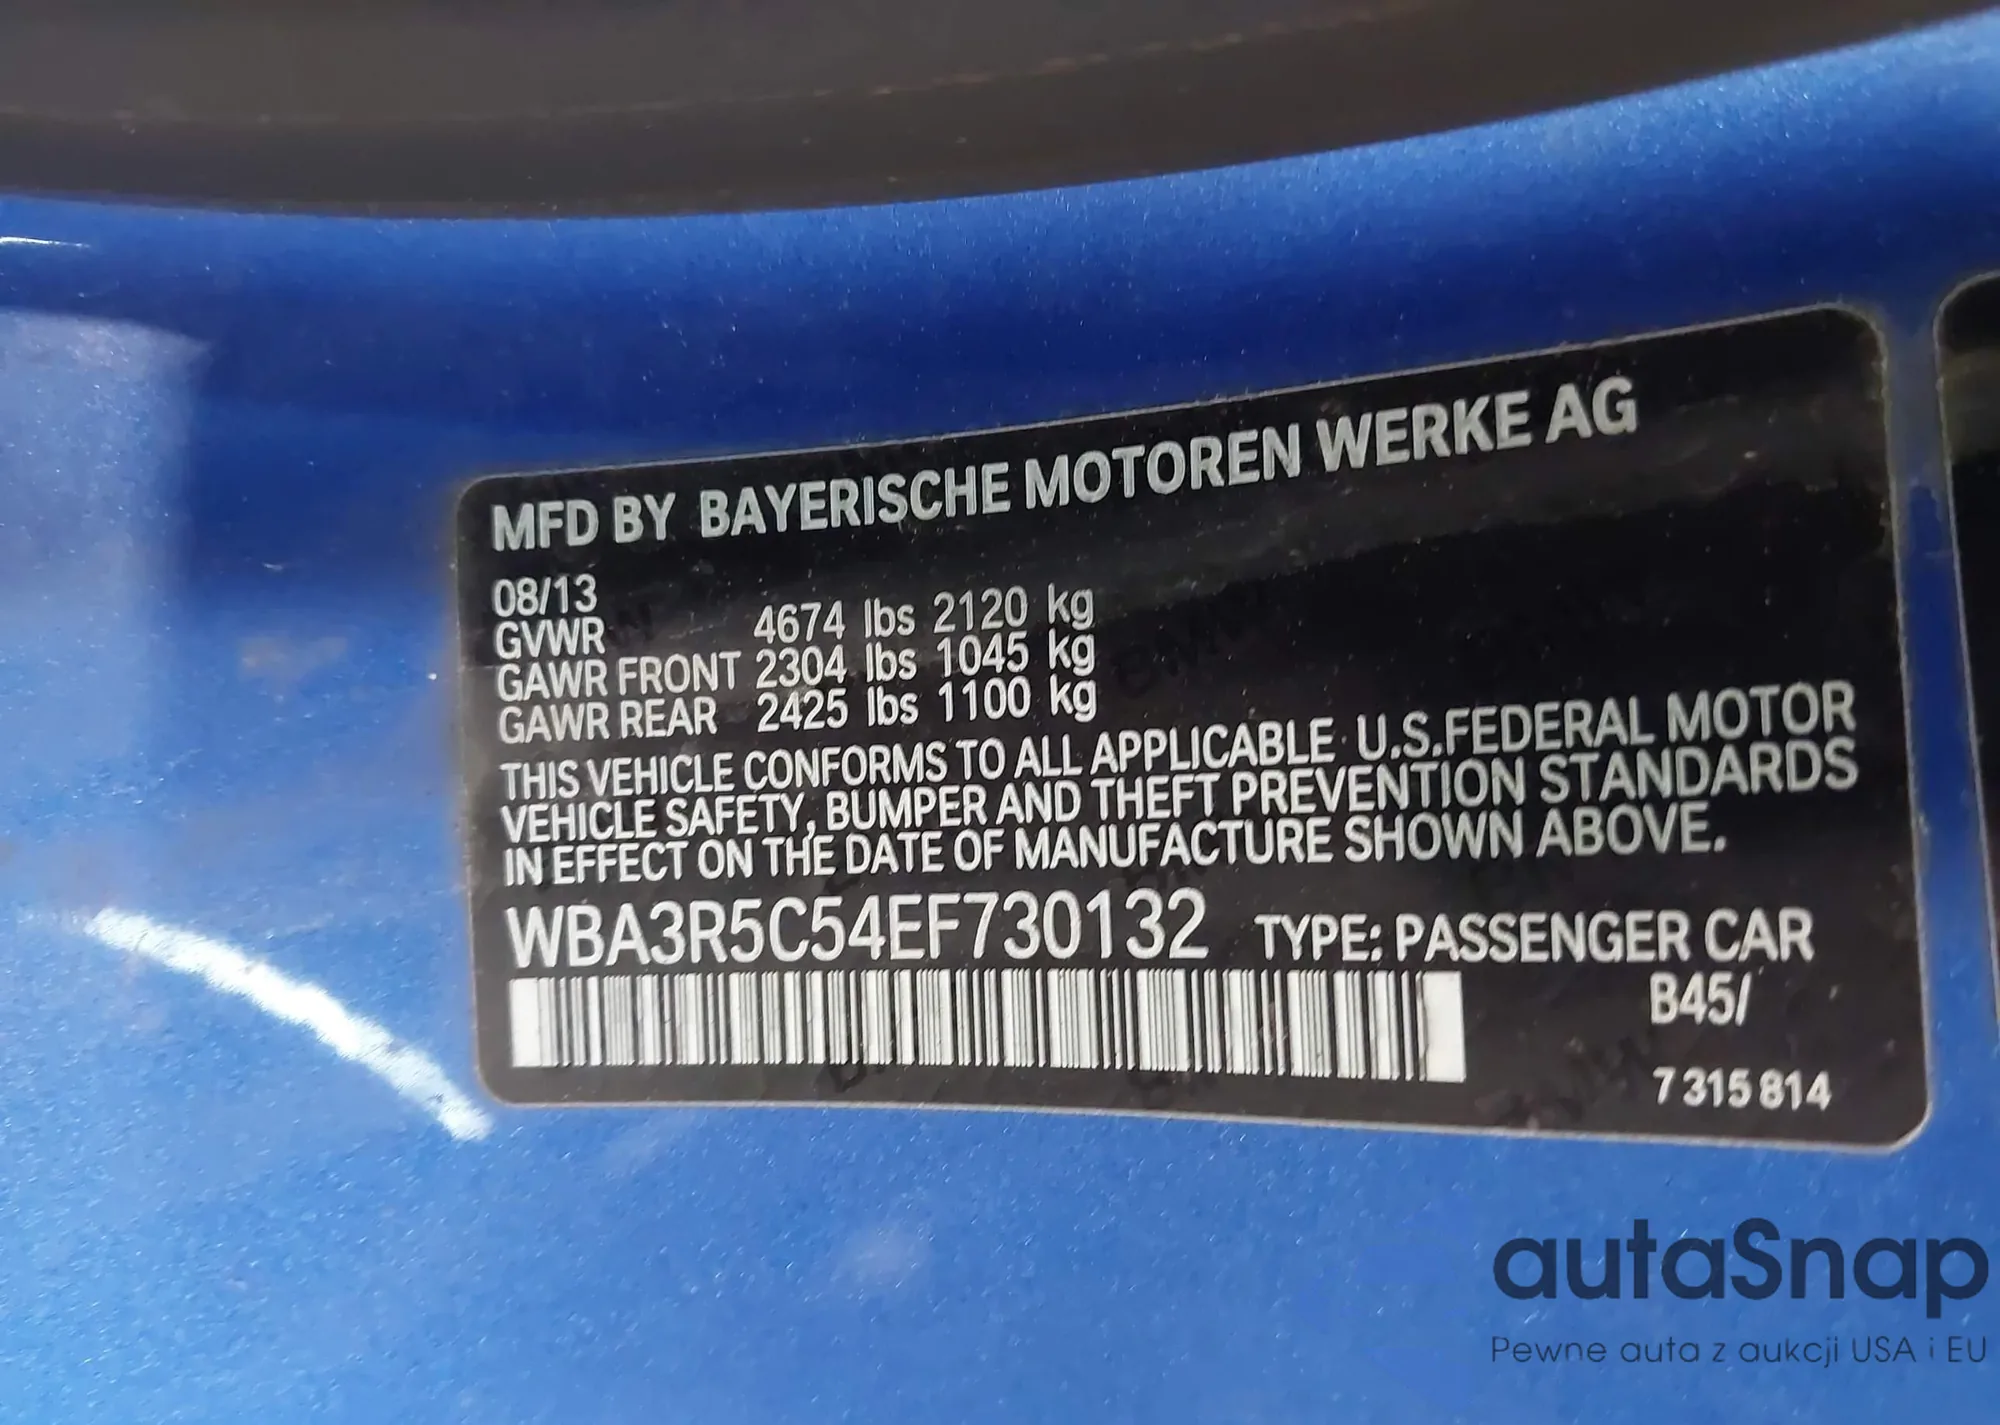 MFD BY BAYERISCHE MOTOREN WERKE AG
08/13
GVWR 4674 lbs 2120 kg
GAWR FRONT 2304 lbs 1045 kg
GAWR REAR 2425 lbs 1100 kg
THIS VEHICLE CONFORMS TO ALL APPLICABLE U.S.FEDERAL MOTOR
VEHICLE SAFETY, BUMPER AND THEFT PREVENTION STANDARDS
IN EFFECT ON THE DATE OF MANUFACTURE SHOWN ABOVE.
WBA3R5C54EF730132 TYPE: PASSENGER CAR
B45/
7 315 814
autaSnap
Pewne auta z aukcji USA i EU